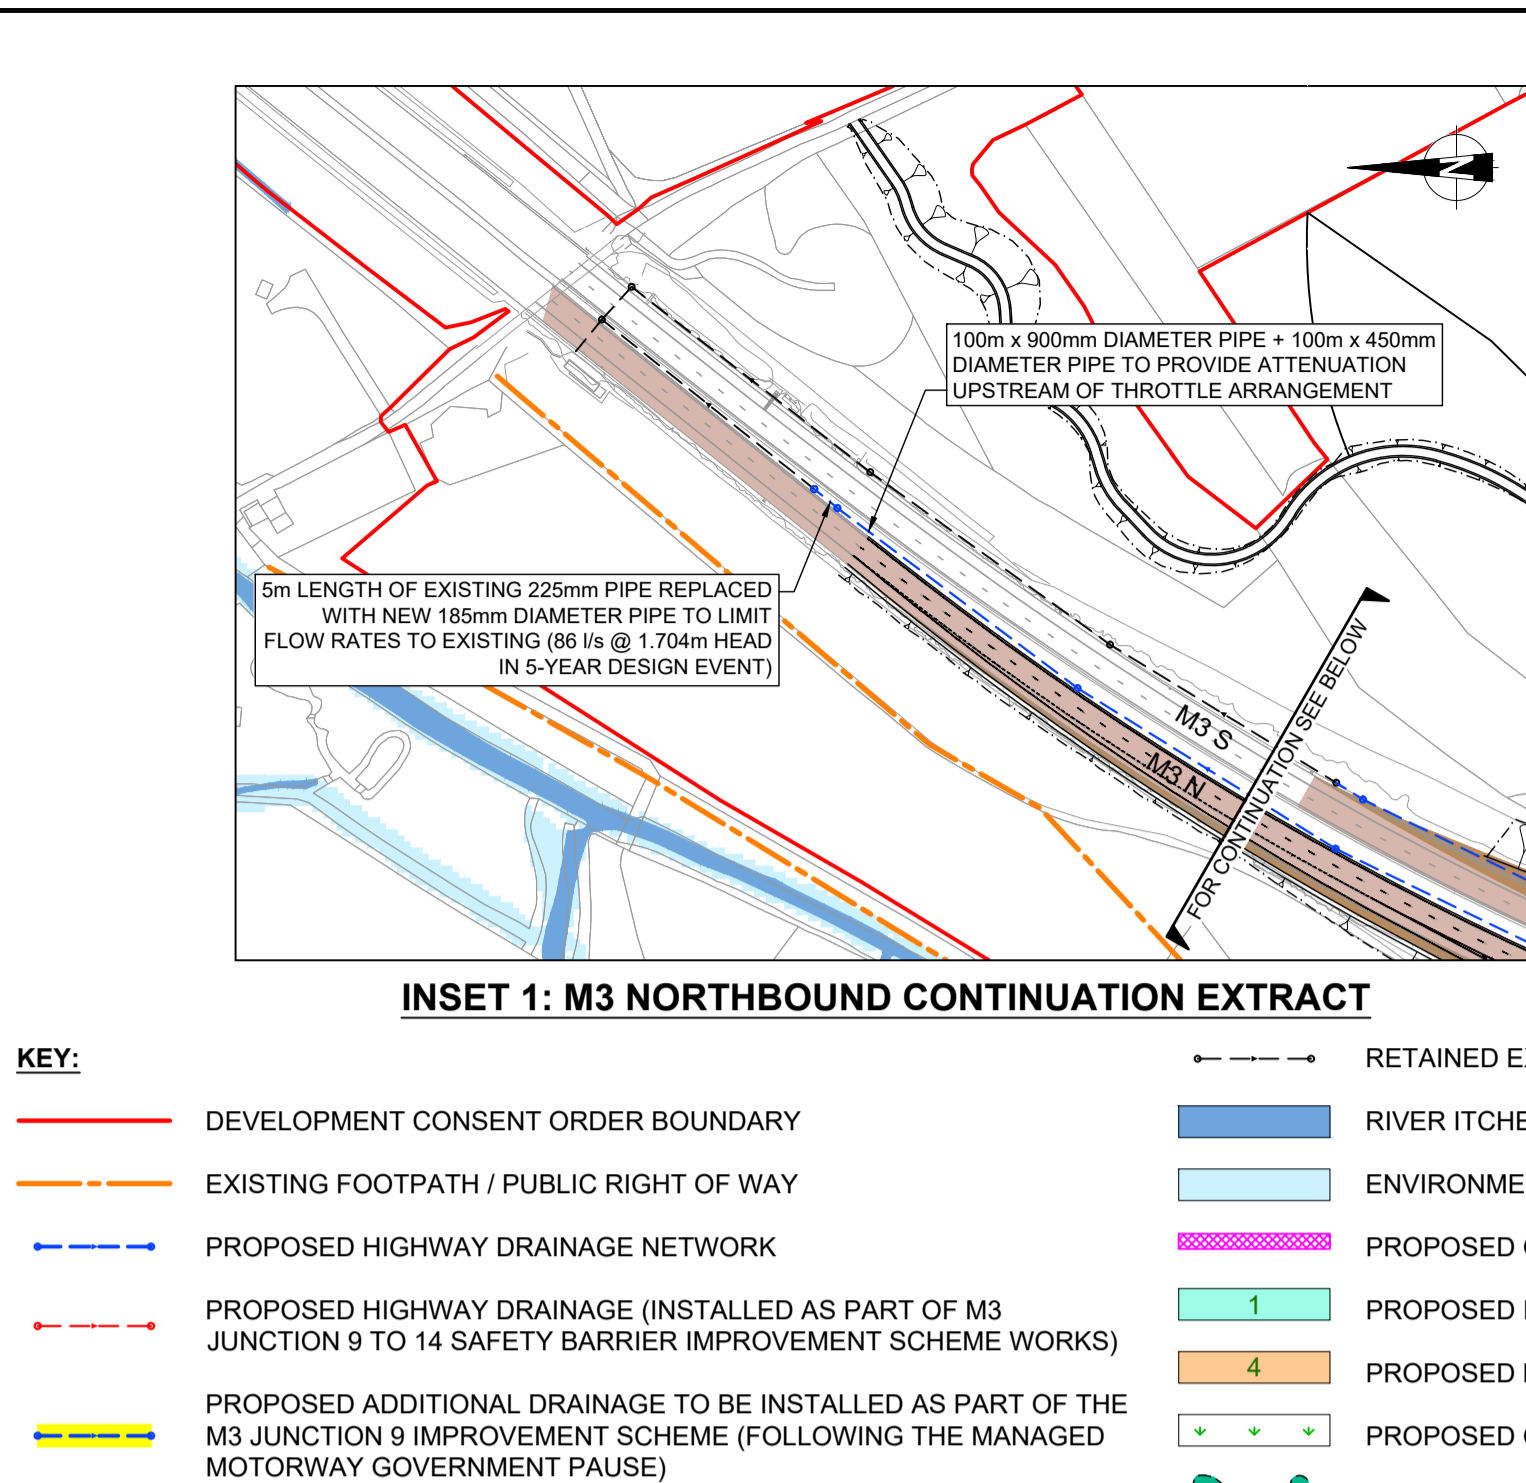 N
100m x 900mm DIAMETER PIPE + 100m x 450mm
DIAMETER PIPE TO PROVIDE ATTENUATION
UPSTREAM OF THROTTLE ARRANGEMENT
5m LENGTH OF EXISTING 225mm PIPE REPLACED
WITH NEW 185mm DIAMETER PIPE TO LIMIT
FLOW RATES TO EXISTING (86 l/s @ 1.704m HEAD
IN 5-YEAR DESIGN EVENT)
M3 S
M3 N
FOR CONTINUATION SEE BELOW
INSET 1: M3 NORTHBOUND CONTINUATION EXTRACT
KEY:
DEVELOPMENT CONSENT ORDER BOUNDARY
EXISTING FOOTPATH / PUBLIC RIGHT OF WAY
PROPOSED HIGHWAY DRAINAGE NETWORK
PROPOSED HIGHWAY DRAINAGE (INSTALLED AS PART OF M3
JUNCTION 9 TO 14 SAFETY BARRIER IMPROVEMENT SCHEME WORKS)
PROPOSED ADDITIONAL DRAINAGE TO BE INSTALLED AS PART OF THE
M3 JUNCTION 9 IMPROVEMENT SCHEME (FOLLOWING THE MANAGED
MOTORWAY GOVERNMENT PAUSE)
RETAINED
RIVER ITCHE
ENVIRONME
PROPOSED
1
PROPOSED
4
PROPOSED
PROPOSED